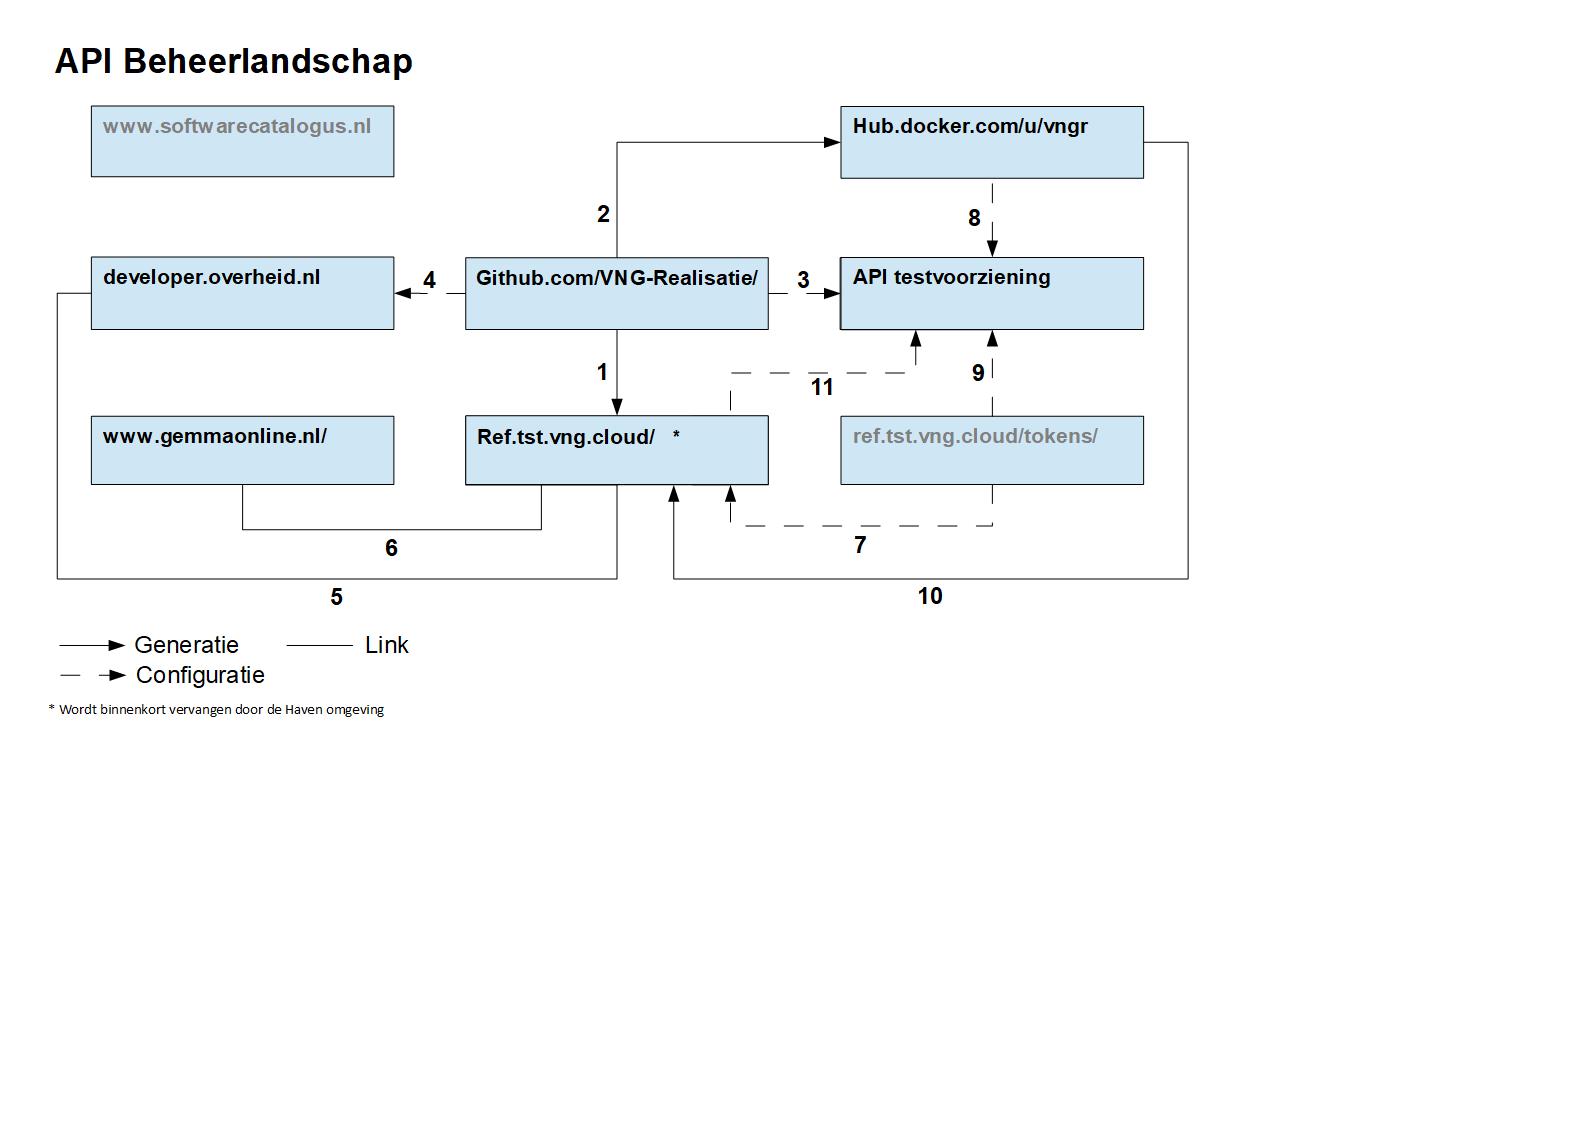 API Beheerlandschap
www.softwarecatalogus.nl
Hub.docker.com/u/vngr
2
8
developer.overheid.nl
4
Github.com/VNG-Realisatie/
3
API testvoorziening
1
11
9
www.gemmaonline.nl/
Ref.tst.vng.cloud/ *
ref.tst.vng.cloud/tokens/
6
7
5
10
Generatie
Link
Configuratie
* Wordt binnenkort vervangen door de Haven omgeving